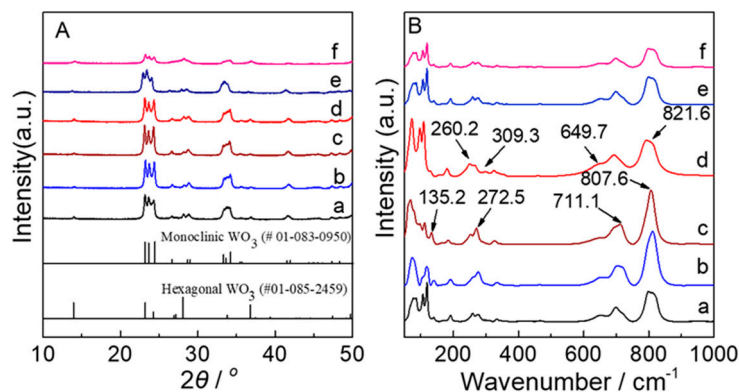 A
f
e
d
c
b
a
Monoclinic WO3 (# 01-083-0950)
Hexagonal WO3 (#01-085-2459)
10 20 30 40 50
2θ / °
Intensity(a.u.)
B
f
e
821.6
260.2 309.3 649.7
d
807.6
135.2 272.5 711.1
c
b
a
200 400 600 800 1000
Wavenumber / cm-1
Intensity(a.u.)